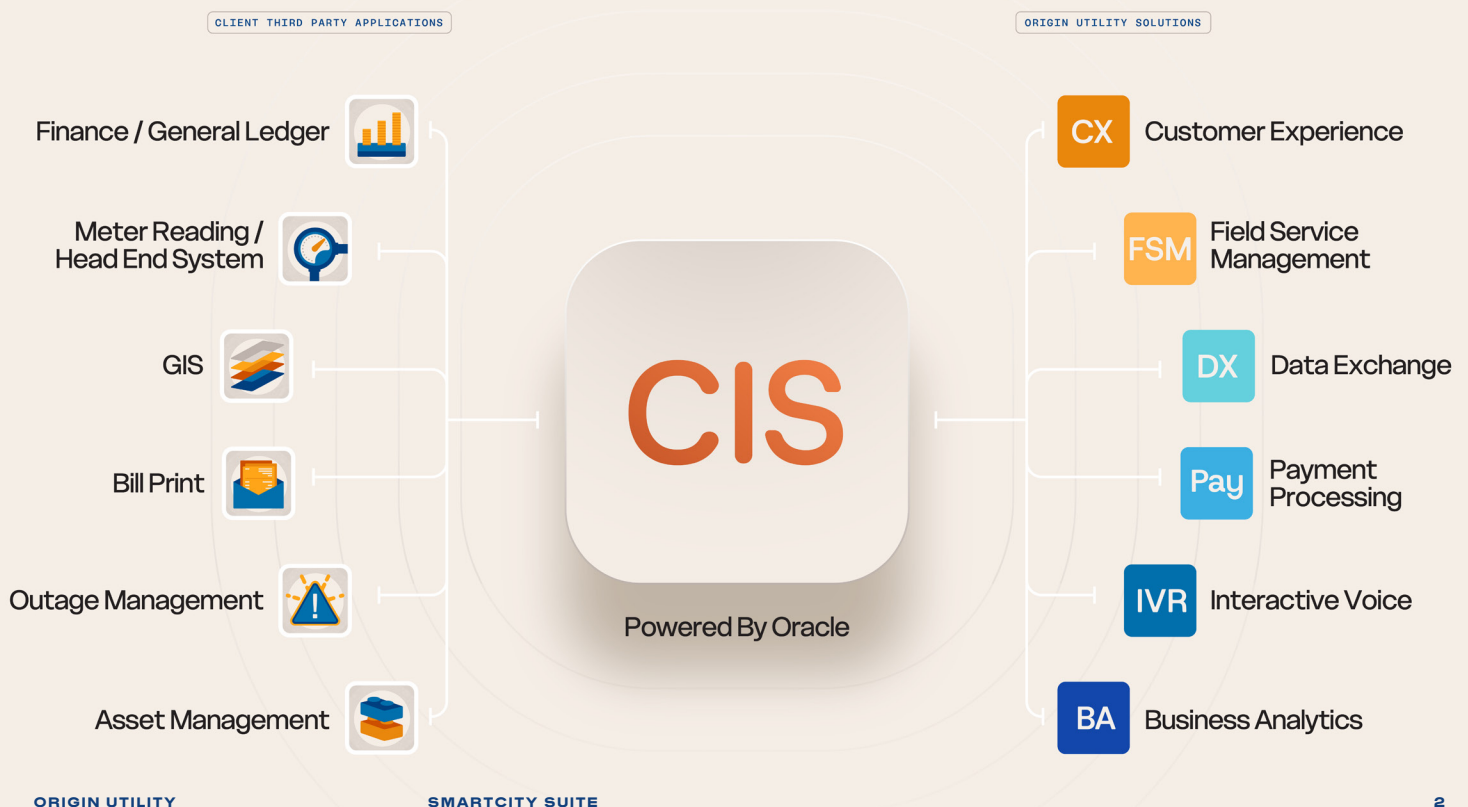 CLIENT THIRD PARTY APPLICATIONS
ORIGIN UTILITY SOLUTIONS
Finance / General Ledger
Meter Reading /
Head End System
GIS
Bill Print
Outage Management
Asset Management
CIS
Powered By Oracle
CX
Customer Experience
FSM
Field Service
Management
DX
Data Exchange
Pay
Payment
Processing
IVR
Interactive Voice
BA
Business Analytics
ORIGIN UTILITY
SMARTCITY SUITE
2